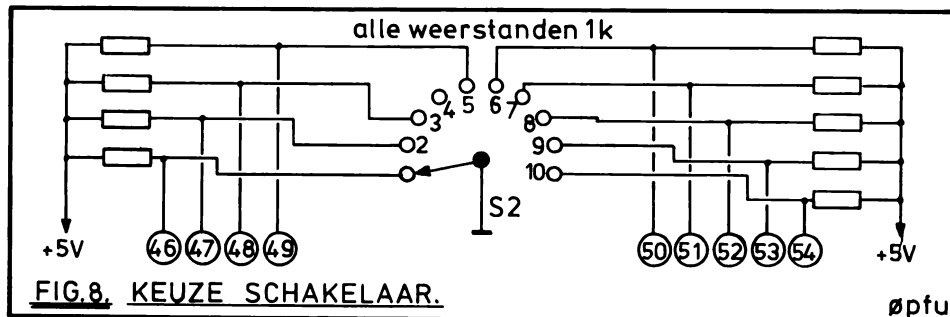 alle weerstanden 1k
5 6
4 7
3 8
2 9
10
S2
+5V 46 47 48 49 50 51 52 53 54 +5V
FIG.8. KEUZE SCHAKELAAR.
øpfu